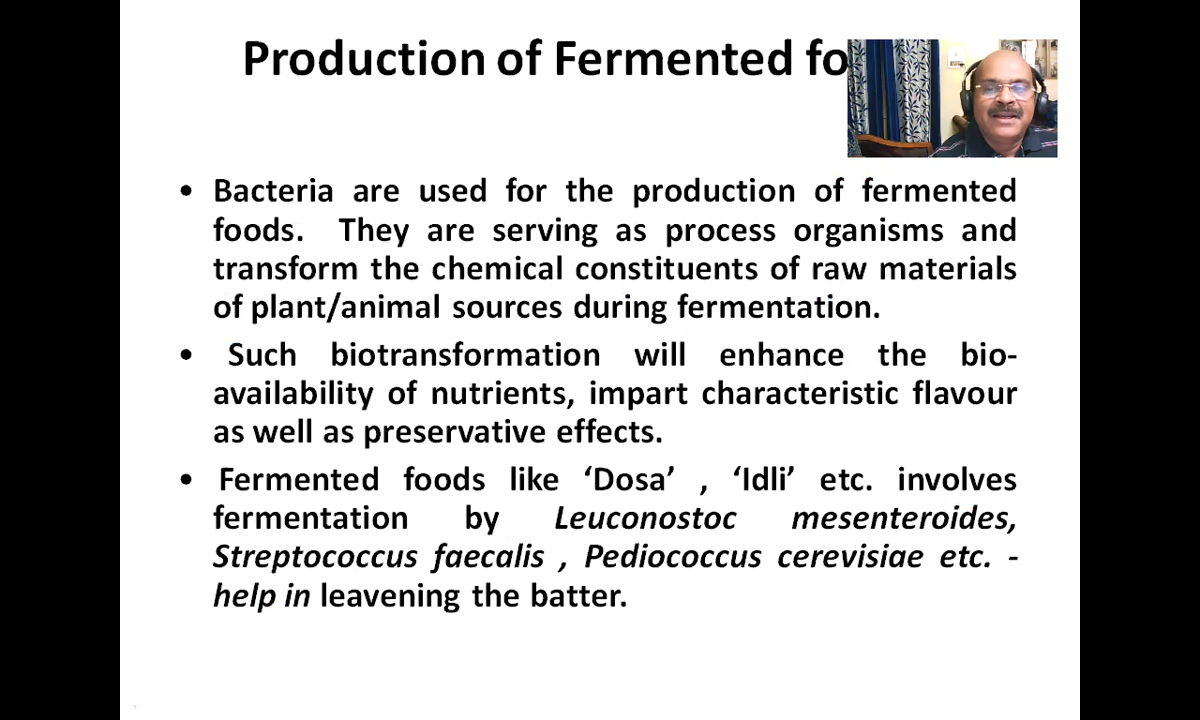 Production of Fermented fo
• Bacteria are used for the production of fermented
foods. They are serving as process organisms and
transform the chemical constituents of raw materials
of plant/animal sources during fermentation.
• Such biotransformation will enhance the bio-
availability of nutrients, impart characteristic flavour
as well as preservative effects.
• Fermented foods like ‘Dosa’ , ‘Idli’ etc. involves
fermentation by Leuconostoc mesenteroides,
Streptococcus faecalis , Pediococcus cerevisiae etc. -
help in leavening the batter.